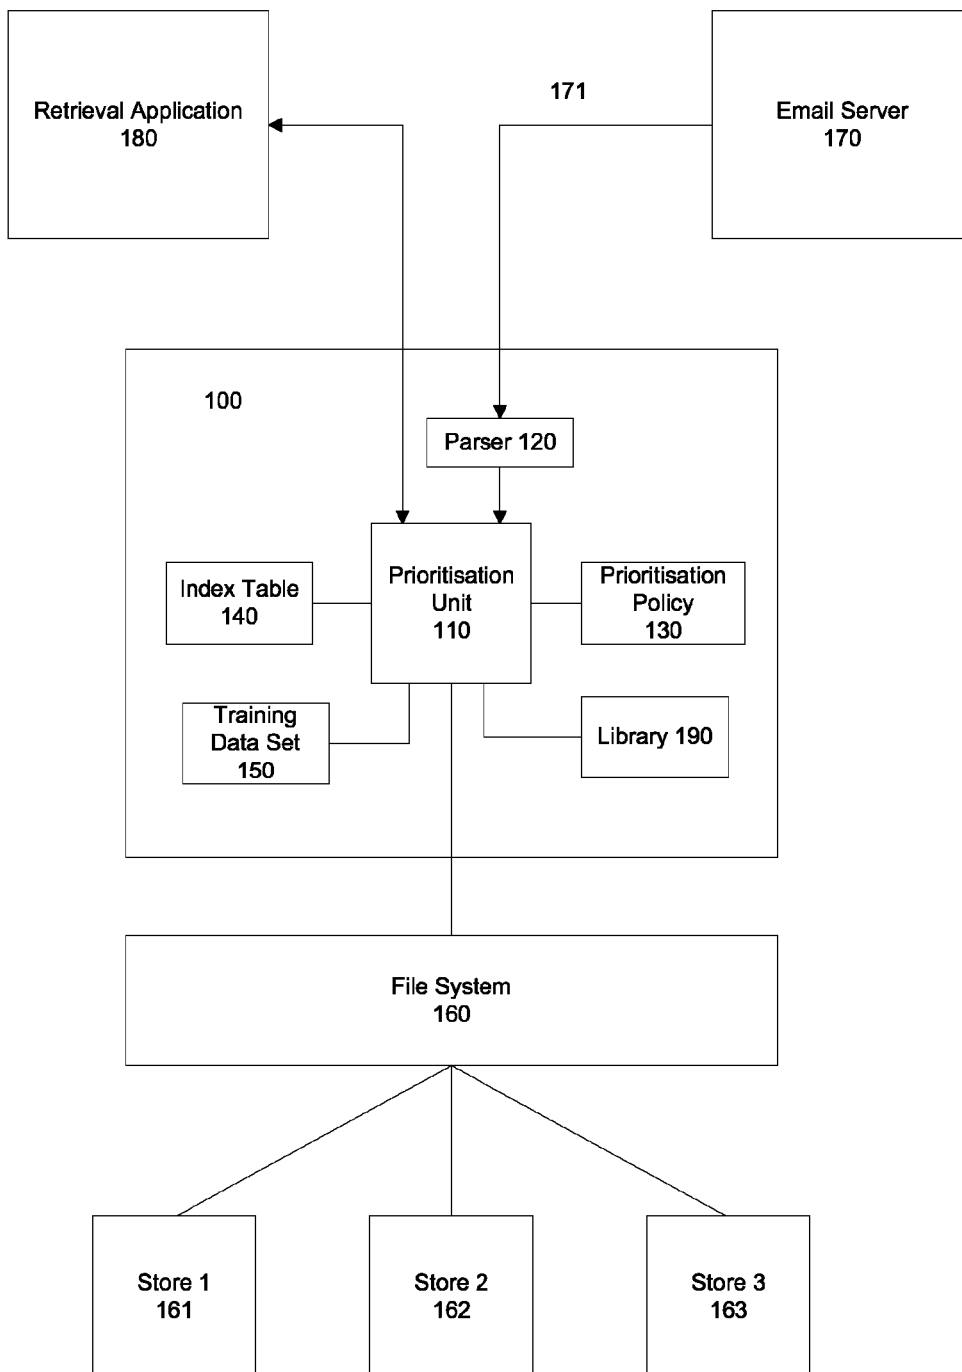 Retrieval Application
180
171
Email Server
170
100
Parser 120
Prioritisation
Unit
110
Index Table
140
Prioritisation
Policy
130
Training
Data Set
150
Library 190
File System
160
Store 1
161
Store 2
162
Store 3
163